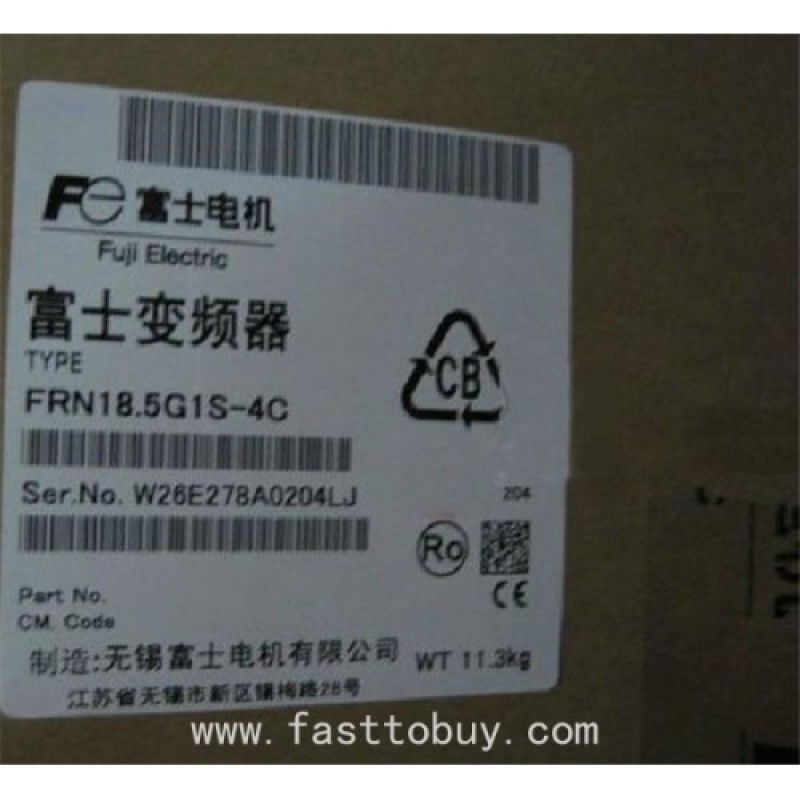 Fe 富士电机
Fuji Electric
富士变频器
TYPE
FRN18.5G1S-4C
CB
Ser.No. W26E278A0204LJ
204
Ro
CE
Part No.
CM. Code
制造:无锡富士电机有限公司 WT 11.3kg
江苏省无锡市新区锡梅路28号
www.fasttobuy.com